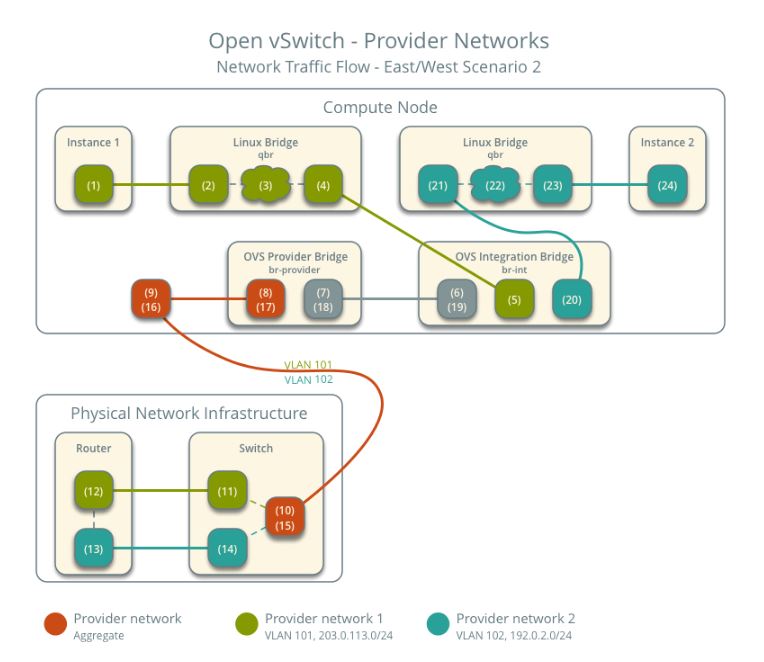 Open vSwitch - Provider Networks
Network Traffic Flow - East/West Scenario 2
Compute Node
Instance 1
Linux Bridge
qbr
Linux Bridge
qbr
Instance 2
(1)
(2)
(3)
(4)
(21)
(22)
(23)
(24)
OVS Provider Bridge
br-provider
OVS Integration Bridge
br-int
(9)
(16)
(8)
(17)
(7)
(18)
(6)
(19)
(5)
(20)
VLAN 101
VLAN 102
Physical Network Infrastructure
Router
Switch
(12)
(11)
(10)
(15)
(13)
(14)
Provider network
Aggregate
Provider network 1
VLAN 101, 203.0.113.0/24
Provider network 2
VLAN 102, 192.0.2.0/24